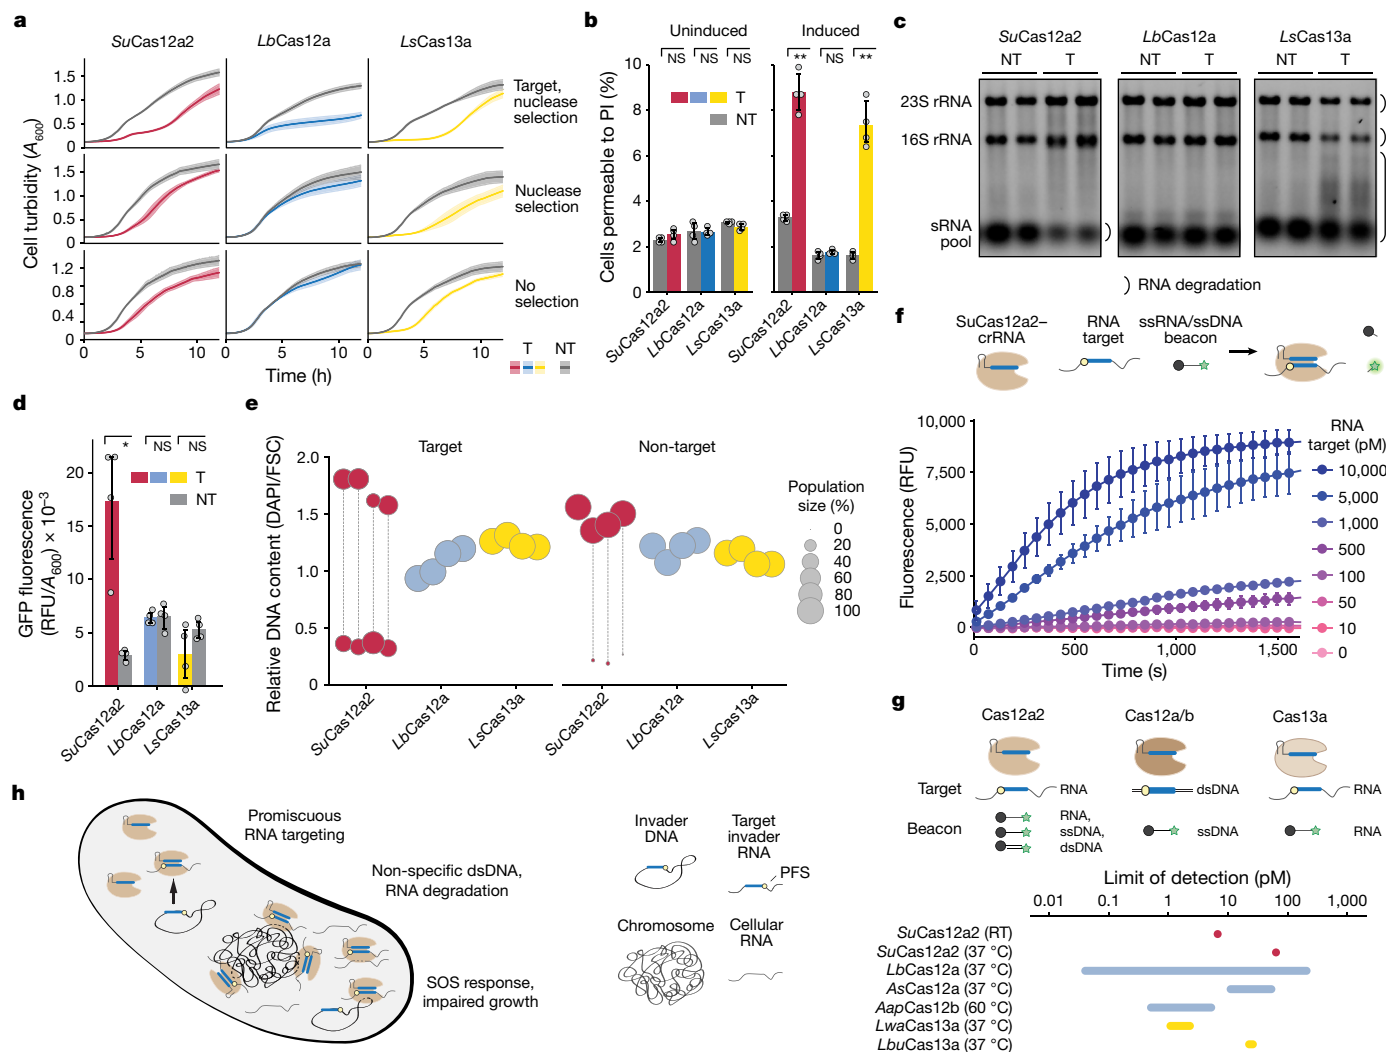 a
SuCas12a2
LbCas12a
LsCas13a
1.5
1.0
0.5
0
Target,
nuclease
selection
1.5
1.0
0.5
0
Nuclease
selection
1.2
0.8
0.4
0
No
selection
Cell turbidity (A600)
0 5 10
0 5 10
0 5 10
Time (h)
T NT
b
Uninduced
Induced
NS NS NS
** NS **
10
8
6
4
2
0
T
NT
Cells permeable to PI (%)
SuCas12a2
LbCas12a
LsCas13a
SuCas12a2
LbCas12a
LsCas13a
c
SuCas12a2
LbCas12a
LsCas13a
NT T
NT T
NT T
23S rRNA
16S rRNA
sRNA
pool
) RNA degradation
d
* NS NS
T
NT
20
15
10
5
0
GFP fluorescence
(RFU/A600) × 10⁻³
SuCas12a2
LbCas12a
LsCas13a
e
Target
Non-target
2.0
1.5
1.0
0.5
0
Relative DNA content (DAPI/FSC)
SuCas12a2
LbCas12a
LsCas13a
SuCas12a2
LbCas12a
LsCas13a
Population
size (%)
0
20
40
60
80
100
f
SuCas12a2–
crRNA
RNA
target
ssRNA/ssDNA
beacon
10,000
7,500
5,000
2,500
0
Fluorescence (RFU)
0 500 1,000 1,500
Time (s)
RNA
target (pM)
10,000
5,000
1,000
500
100
50
10
0
g
Cas12a2
Cas12a/b
Cas13a
Target
RNA
dsDNA
RNA
Beacon
RNA,
ssDNA,
dsDNA
ssDNA
RNA
Limit of detection (pM)
0.01 0.1 1 10 100 1,000
SuCas12a2 (RT)
SuCas12a2 (37 °C)
LbCas12a (37 °C)
AsCas12a (37 °C)
AapCas12b (60 °C)
LwaCas13a (37 °C)
LbuCas13a (37 °C)
h
Promiscuous
RNA targeting
Non-specific dsDNA,
RNA degradation
SOS response,
impaired growth
Invader
DNA
Target
invader
RNA
PFS
Chromosome
Cellular
RNA